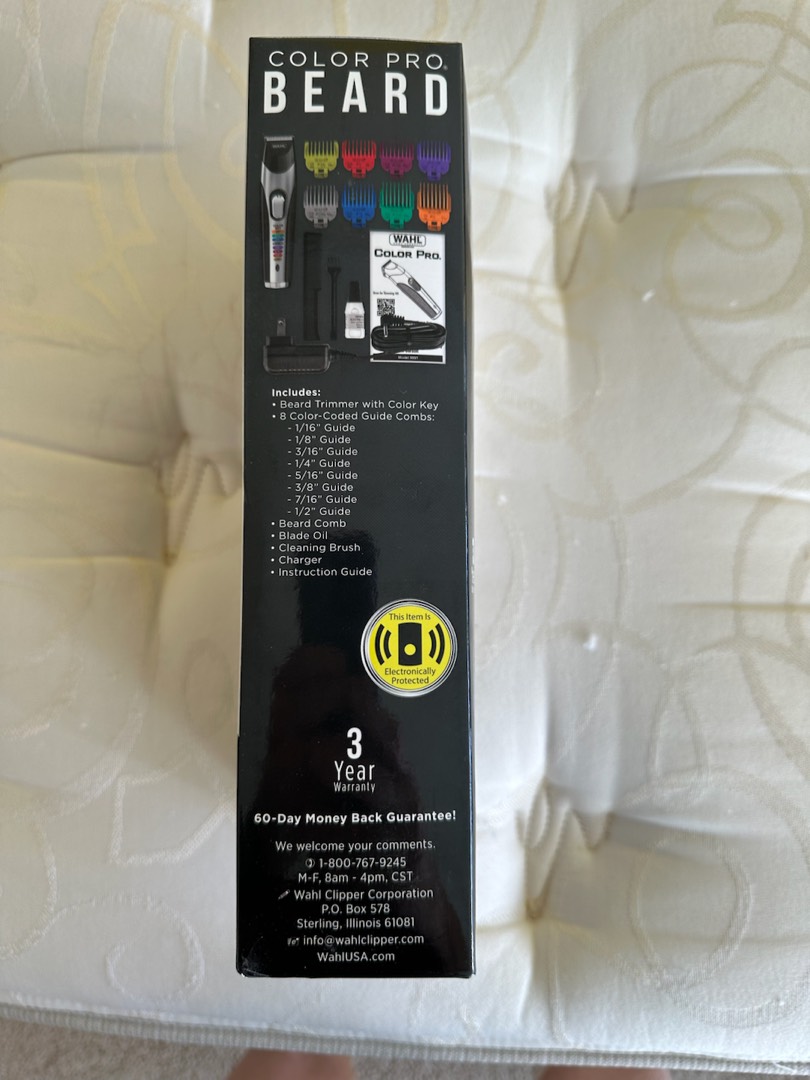 COLOR PRO®
BEARD
WAHL
COLOR PRO.
Includes:
• Beard Trimmer with Color Key
• 8 Color-Coded Guide Combs:
- 1/16" Guide
- 1/8" Guide
- 3/16" Guide
- 1/4" Guide
- 5/16" Guide
- 3/8" Guide
- 7/16" Guide
- 1/2" Guide
• Beard Comb
• Blade Oil
• Cleaning Brush
• Charger
• Instruction Guide
This Item Is
Electronically
Protected
3
Year
Warranty
60-Day Money Back Guarantee!
We welcome your comments.
1-800-767-9245
M-F, 8am - 4pm, CST
Wahl Clipper Corporation
P.O. Box 578
Sterling, Illinois 61081
info@wahlclipper.com
WahlUSA.com